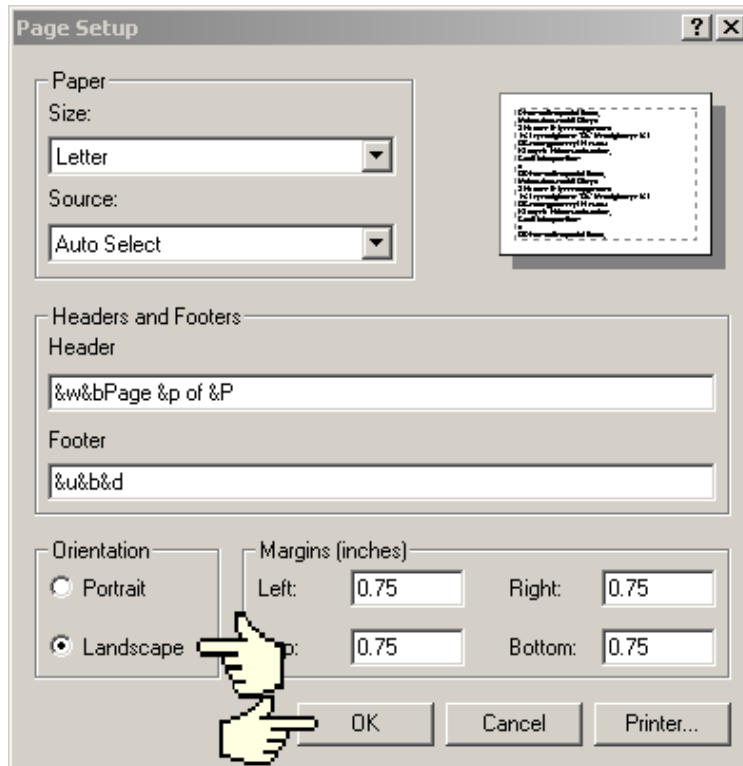 Page Setup
Paper
Size:
Letter
Source:
Auto Select
Headers and Footers
Header
&w&bPage &p of &P
Footer
&u&b&d
Orientation
Portrait
Landscape
Margins (inches)
Left: 0.75 Right: 0.75
0.75 Bottom: 0.75
OK Cancel Printer...